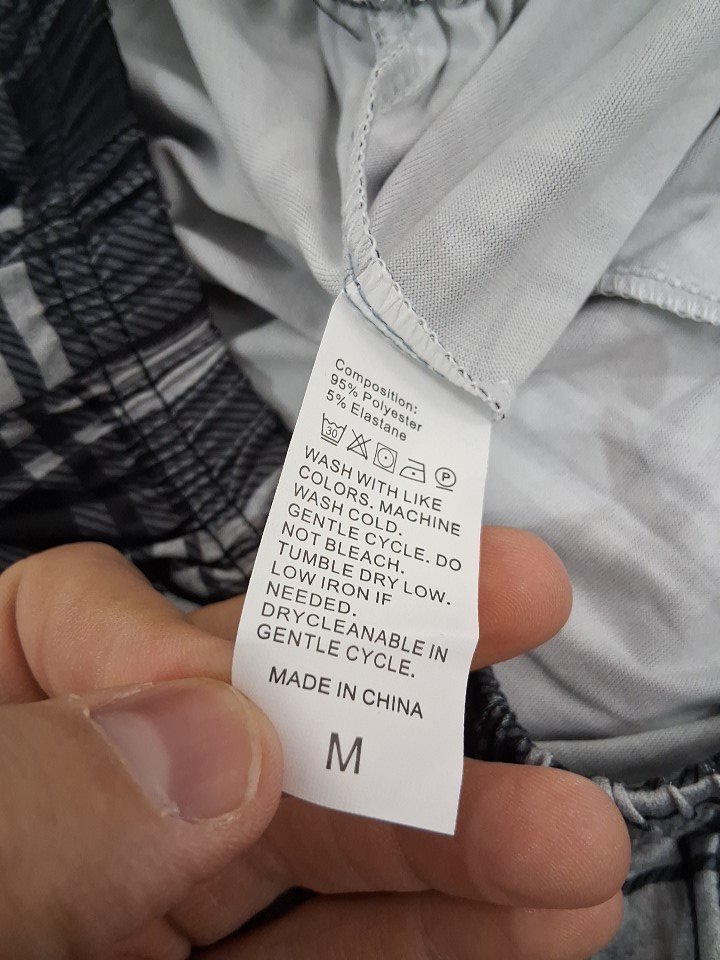 Composition:
95% Polyester
5% Elastane
30 P
WASH WITH LIKE
COLORS. MACHINE
WASH COLD.
GENTLE CYCLE. DO
NOT BLEACH.
TUMBLE DRY LOW.
LOW IRON IF
NEEDED.
DRYCLEANABLE IN
GENTLE CYCLE.
MADE IN CHINA
M